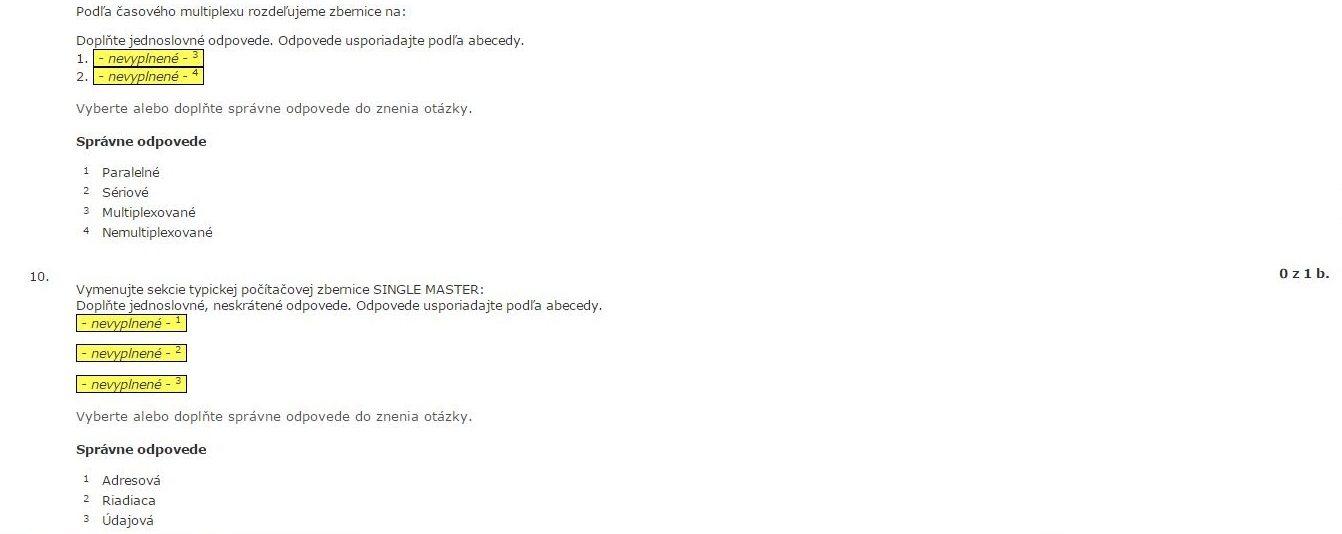 Podľa časového multiplexu rozdeľujeme zbernice na:
Doplňte jednoslovné odpovede. Odpovede usporiadajte podľa abecedy.
1. - nevyplnené - 3
2. - nevyplnené - 4
Vyberte alebo doplňte správne odpovede do znenia otázky.
Správne odpovede
1 Paralelné
2 Sériové
3 Multiplexované
4 Nemultiplexované
10. 0 z 1 b.
Vymenujte sekcie typickej počítačovej zbernice SINGLE MASTER:
Doplňte jednoslovné, neskrátené odpovede. Odpovede usporiadajte podľa abecedy.
- nevyplnené - 1
- nevyplnené - 2
- nevyplnené - 3
Vyberte alebo doplňte správne odpovede do znenia otázky.
Správne odpovede
1 Adresová
2 Riadiaca
3 Údajová